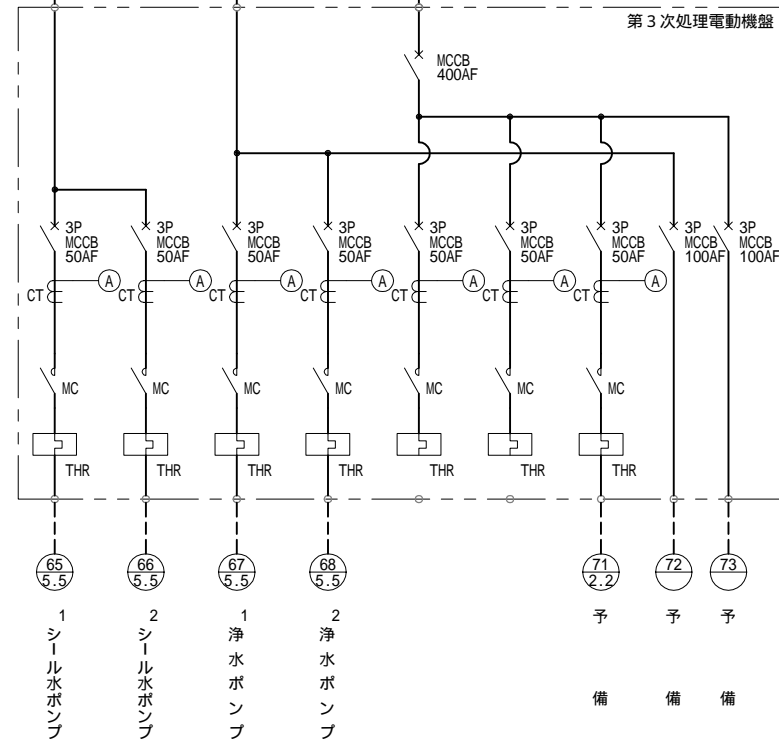 第３次処理電動機盤
MCCB
400AF
3P
MCCB
50AF
3P
MCCB
50AF
3P
MCCB
50AF
3P
MCCB
50AF
3P
MCCB
50AF
3P
MCCB
50AF
3P
MCCB
50AF
3P
MCCB
100AF
3P
MCCB
100AF
CT
A
CT
A
CT
A
CT
A
CT
A
CT
A
CT
A
MC
MC
MC
MC
MC
MC
MC
THR
THR
THR
THR
THR
THR
THR
65
5.5
66
5.5
67
5.5
68
5.5
71
2.2
72
73
1
シール水ポンプ
2
シール水ポンプ
1
浄水ポンプ
2
浄水ポンプ
予備
予備
予備